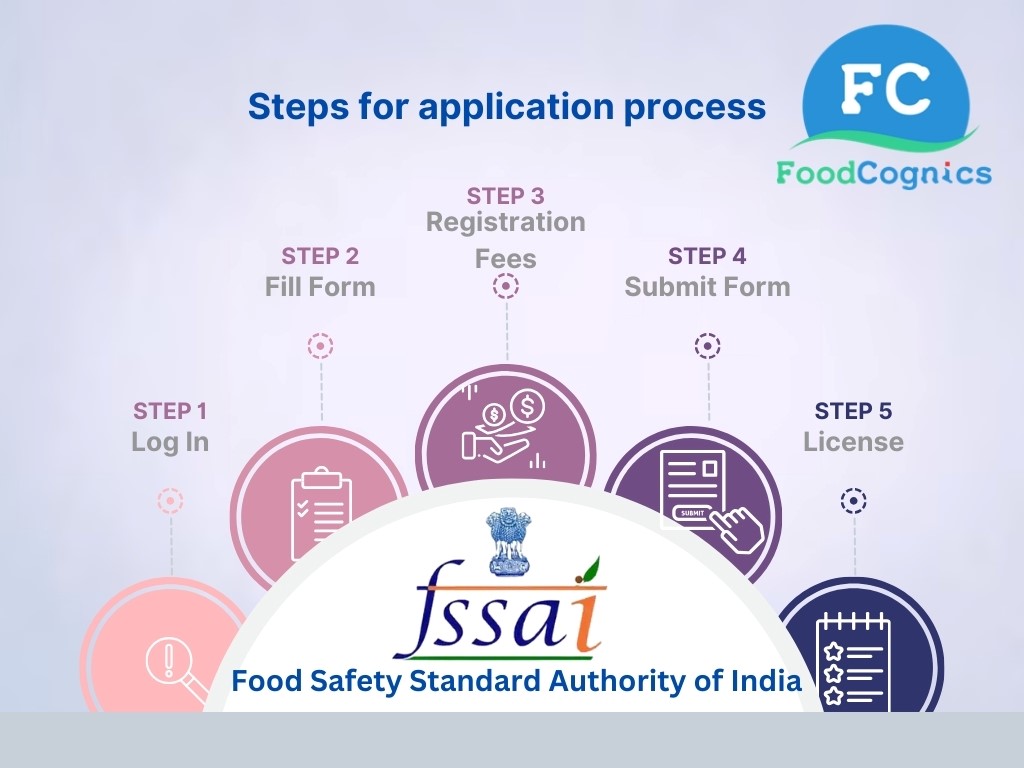 FC
FoodCognics
Steps for application process
STEP 1
Log In
STEP 2
Fill Form
STEP 3
Registration
Fees
STEP 4
Submit Form
STEP 5
License
$
$
SUBMIT
fssai
Food Safety Standard Authority of India